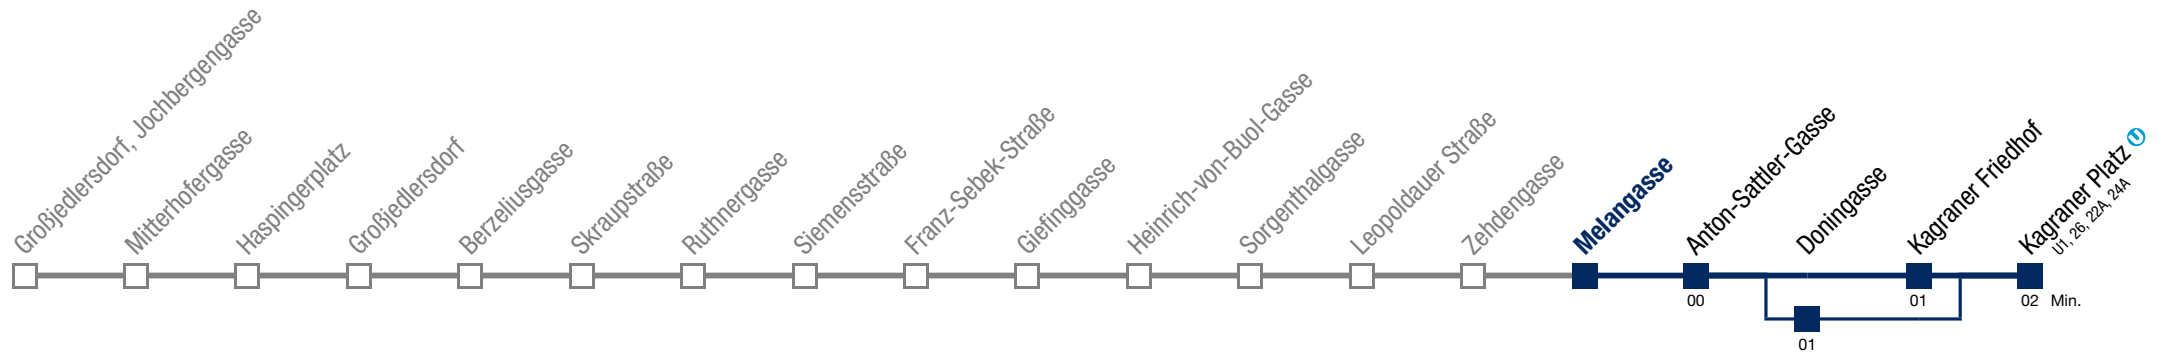 Großjedlersdorf, Jochbergengasse
Mitterhofergasse
Haspingerplatz
Großjedlersdorf
Berzeliusgasse
Skraupstraße
Ruthnergasse
Siemensstraße
Franz-Sebek-Straße
Giefinggasse
Heinrich-von-Buol-Gasse
Sorgenthalgasse
Leopoldauer Straße
Zehdengasse
Melangasse
Anton-Sattler-Gasse
Doningasse
Kagraner Friedhof
Kagraner Platz U
U1, 26, 22A, 24A
00
01
02 Min.
01